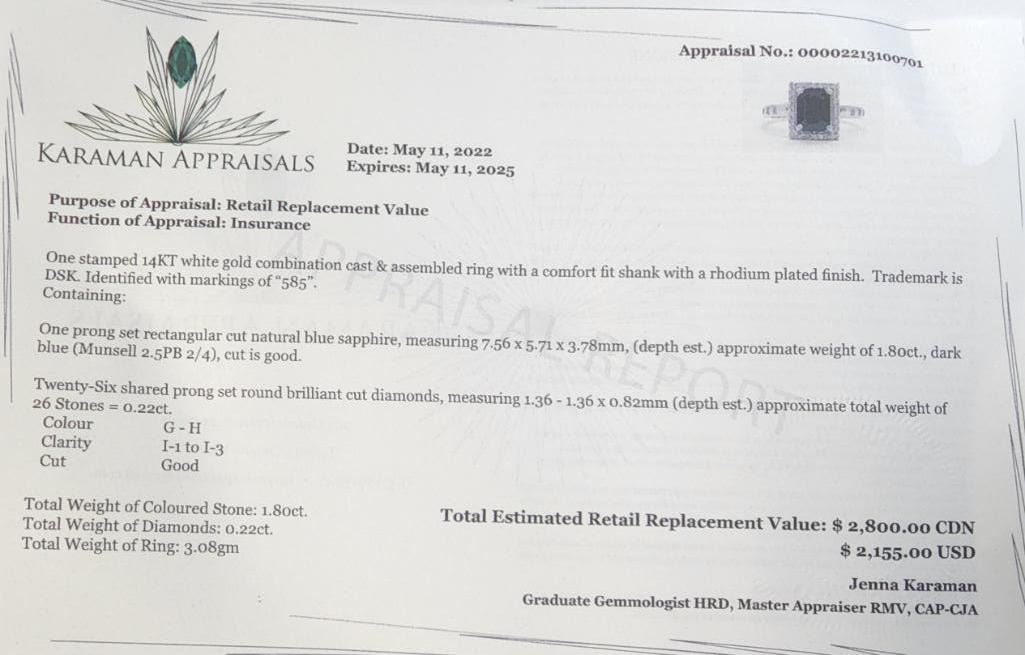 Appraisal No.: 00002213100701
KARAMAN APPRAISALS
Date: May 11, 2022
Expires: May 11, 2025
Purpose of Appraisal: Retail Replacement Value
Function of Appraisal: Insurance
APPRAISAL REPORT
One stamped 14KT white gold combination cast & assembled ring with a comfort fit shank with a rhodium plated finish. Trademark is
DSK. Identified with markings of "585".
Containing:
One prong set rectangular cut natural blue sapphire, measuring 7.56 x 5.71 x 3.78mm, (depth est.) approximate weight of 1.80ct., dark
blue (Munsell 2.5PB 2/4), cut is good.
Twenty-Six shared prong set round brilliant cut diamonds, measuring 1.36 - 1.36 x 0.82mm (depth est.) approximate total weight of
26 Stones = 0.22ct.
Colour G - H
Clarity I-1 to I-3
Cut Good
Total Weight of Coloured Stone: 1.80ct.
Total Weight of Diamonds: 0.22ct.
Total Weight of Ring: 3.08gm
Total Estimated Retail Replacement Value: $ 2,800.00 CDN
$ 2,155.00 USD
Jenna Karaman
Graduate Gemmologist HRD, Master Appraiser RMV, CAP-CJA